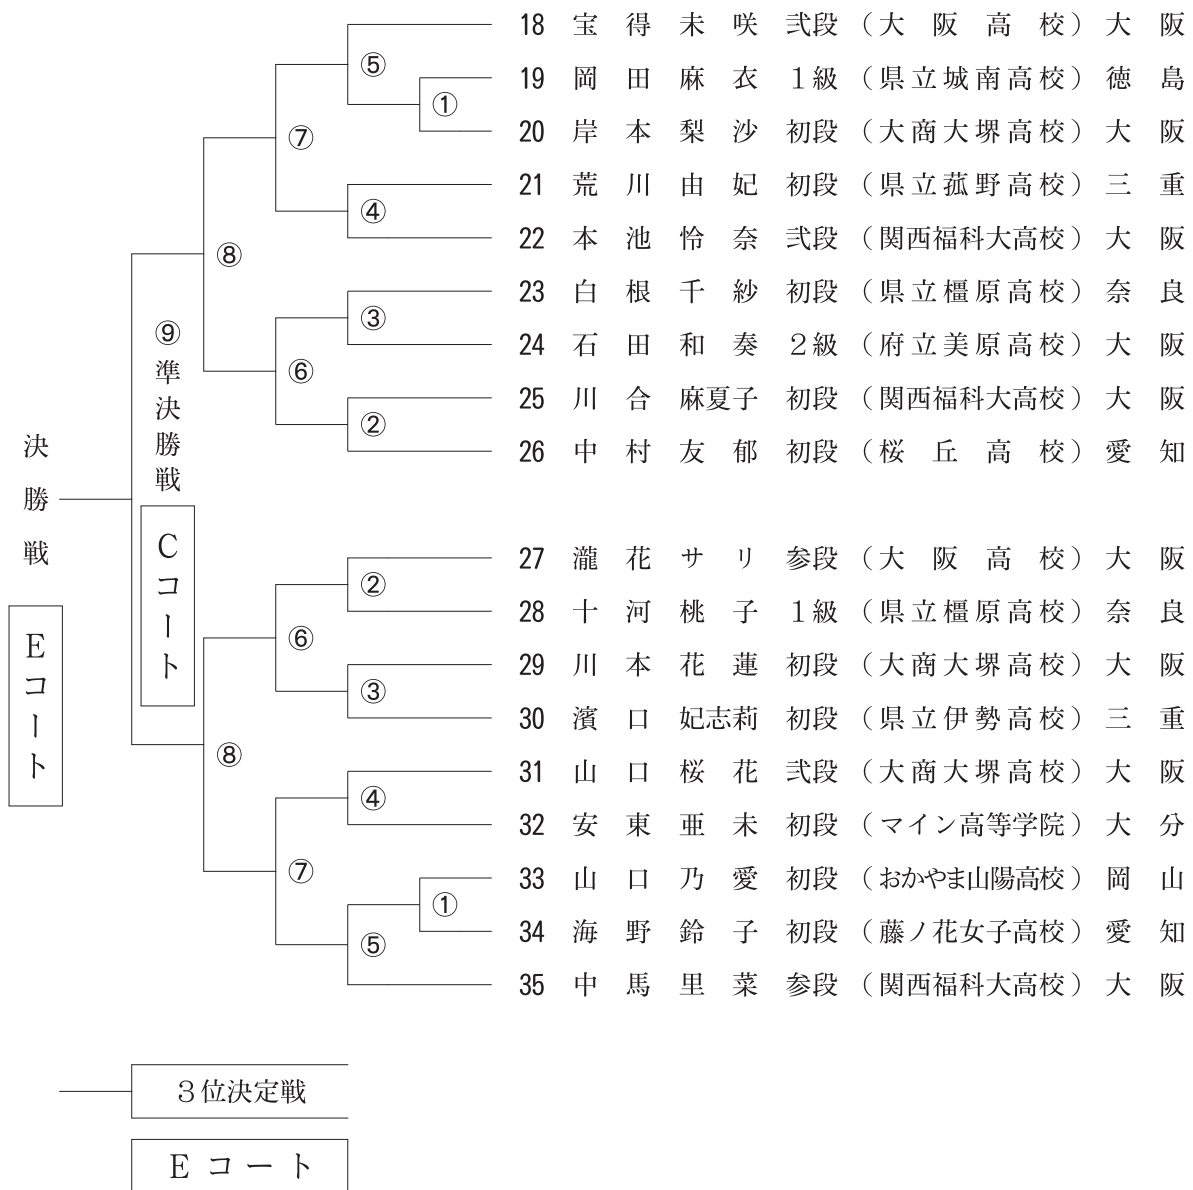 18 宝得未咲 弐段 (大阪高校) 大阪
⑤
19 岡田麻衣 1級 (県立城南高校) 徳島
①
20 岸本梨沙 初段 (大商大堺高校) 大阪
⑦
21 荒川由妃 初段 (県立菰野高校) 三重
④
22 本池怜奈 弐段 (関西福科大高校) 大阪
⑧
23 白根千紗 初段 (県立橿原高校) 奈良
③
24 石田和奏 2級 (府立美原高校) 大阪
⑥
25 川合麻夏子 初段 (関西福科大高校) 大阪
②
26 中村友郁 初段 (桜丘高校) 愛知
⑨準決勝戦
Cコート
決勝戦
Eコート
27 瀧花サリ 参段 (大阪高校) 大阪
②
28 十河桃子 1級 (県立橿原高校) 奈良
⑥
29 川本花蓮 初段 (大商大堺高校) 大阪
③
30 濱口妃志莉 初段 (県立伊勢高校) 三重
⑧
31 山口桜花 弐段 (大商大堺高校) 大阪
④
32 安東亜未 初段 (マイン高等学院) 大分
⑦
33 山口乃愛 初段 (おかやま山陽高校) 岡山
①
34 海野鈴子 初段 (藤ノ花女子高校) 愛知
⑤
35 中馬里菜 参段 (関西福科大高校) 大阪
3位決定戦
Eコート